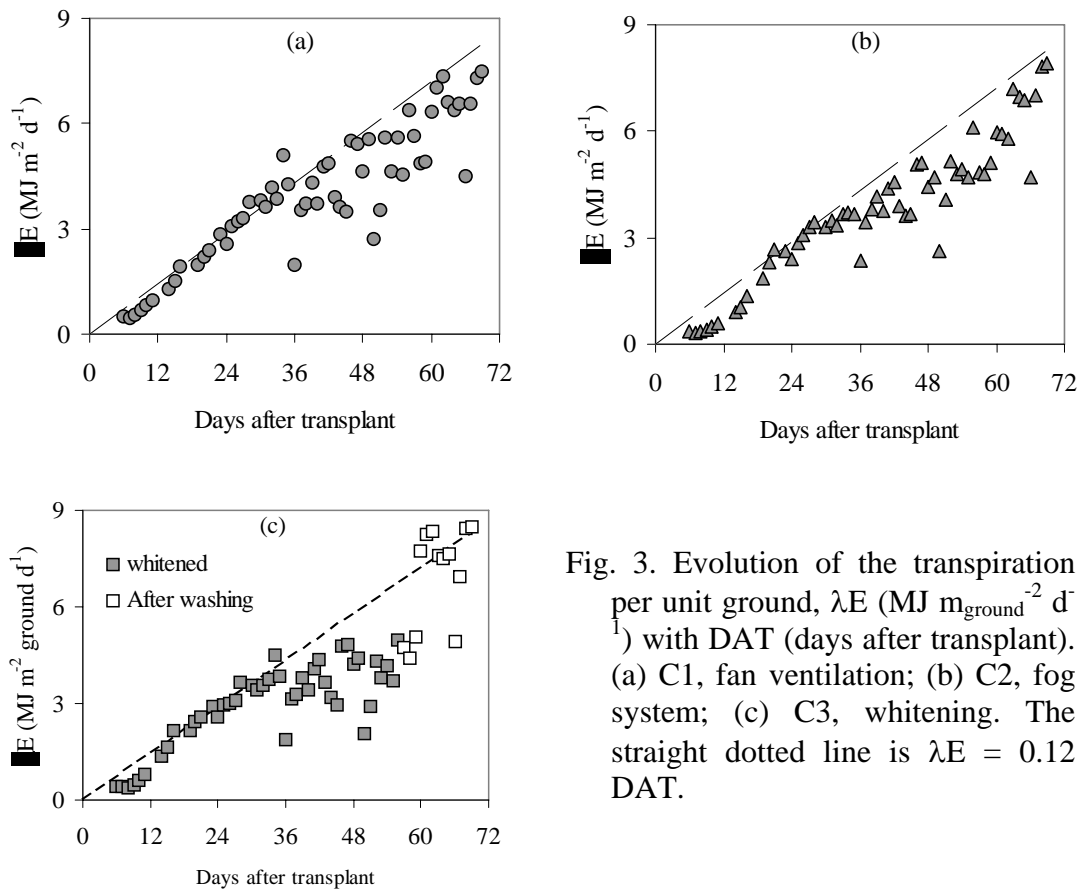 9
(a)
6
3
0
E (MJ m⁻² d⁻¹)
0 12 24 36 48 60 72
Days after transplant
9
(b)
6
3
0
E (MJ m⁻² d⁻¹)
0 12 24 36 48 60 72
Days after transplant
9
(c)
whitened
After washing
6
3
0
E (MJ m⁻² ground d⁻¹)
0 12 24 36 48 60 72
Days after transplant
Fig. 3. Evolution of the transpiration
per unit ground, λE (MJ m_ground⁻² d⁻
¹) with DAT (days after transplant).
(a) C1, fan ventilation; (b) C2, fog
system; (c) C3, whitening. The
straight dotted line is λE = 0.12
DAT.